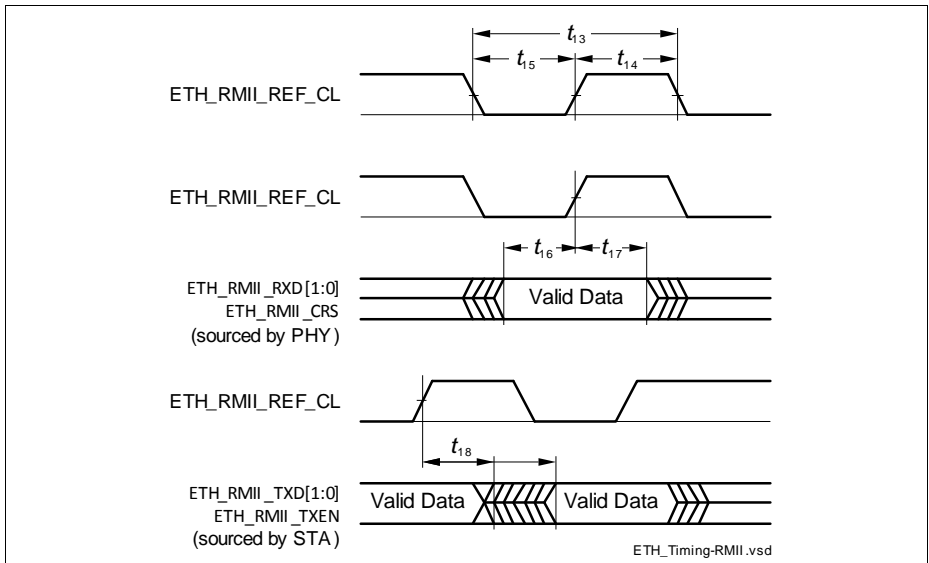 t13
t15 t14
ETH_RMII_REF_CL
ETH_RMII_REF_CL
t16 t17
ETH_RMII_RXD[1:0]
ETH_RMII_CRS
(sourced by PHY)
Valid Data
ETH_RMII_REF_CL
t18
ETH_RMII_TXD[1:0]
ETH_RMII_TXEN
(sourced by STA)
Valid Data Valid Data
ETH_Timing-RMII.vsd